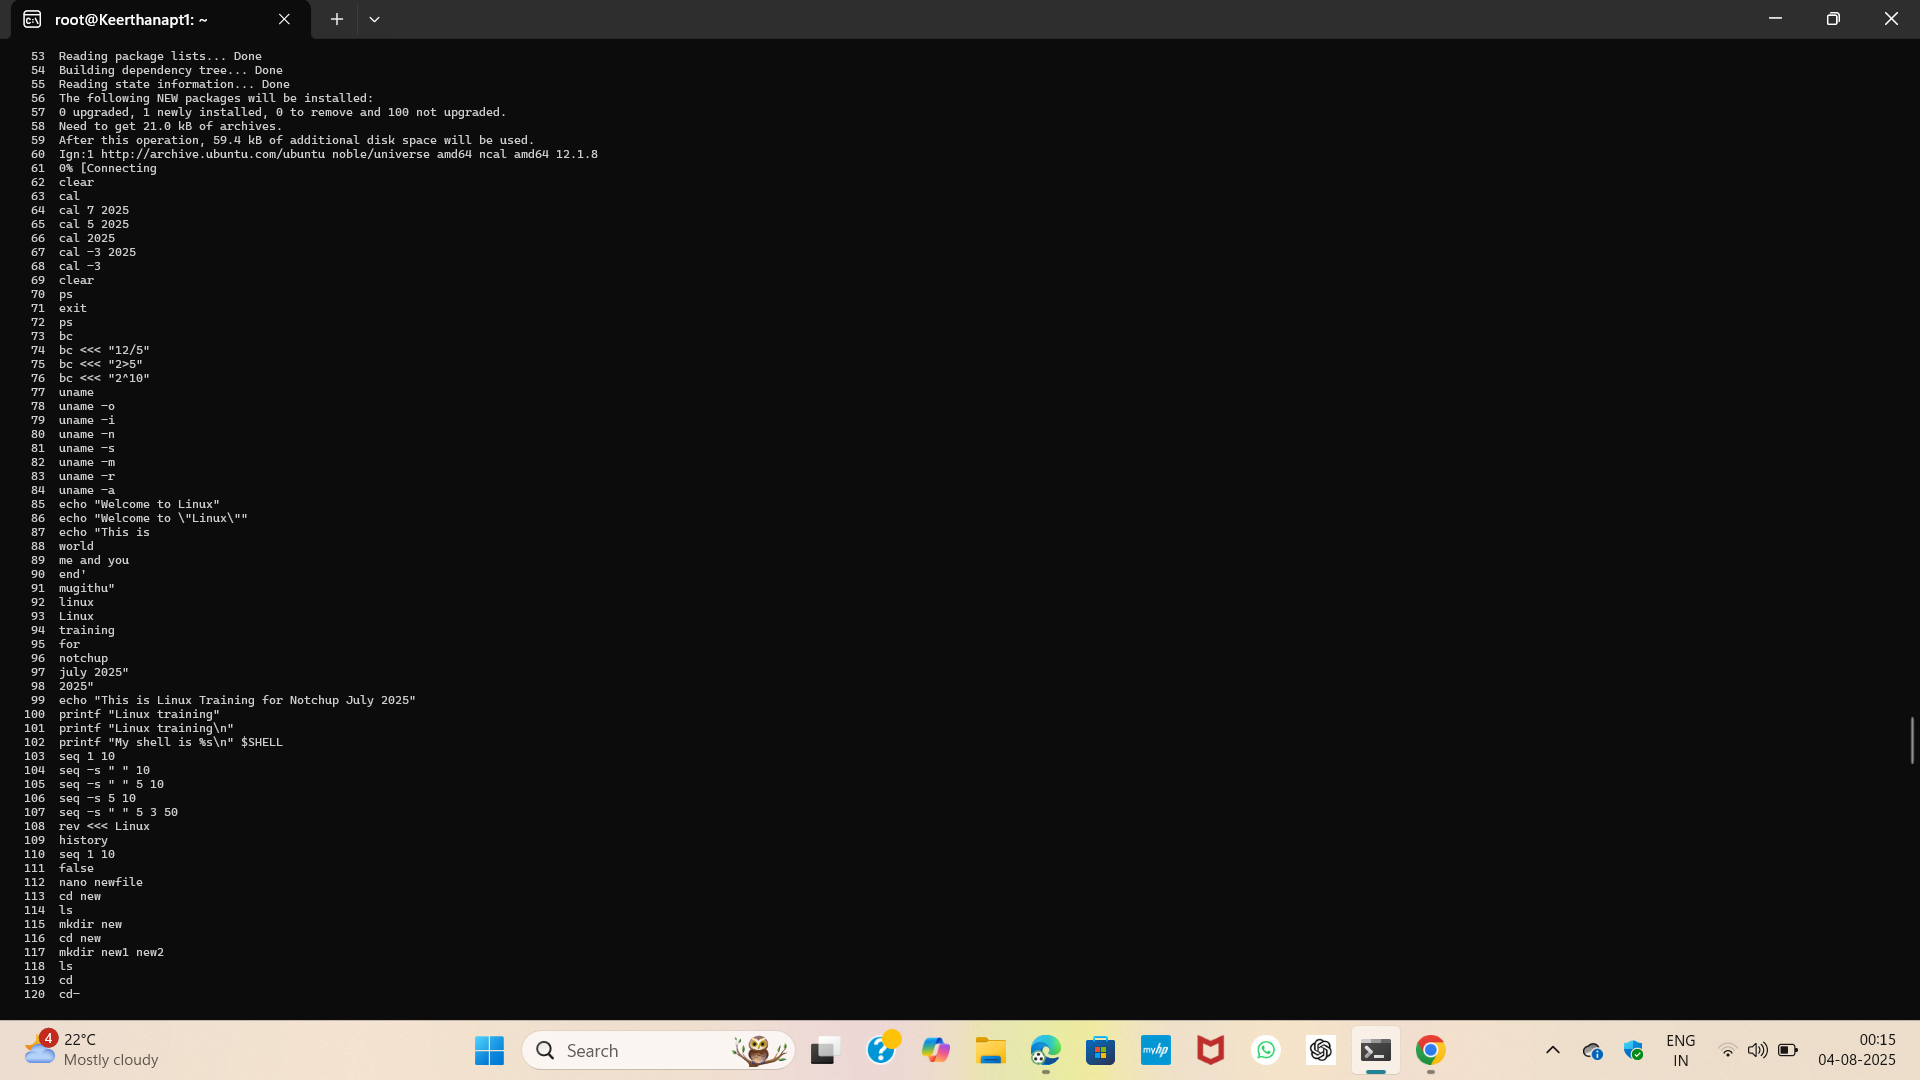 root@Keerthanapt1: ~
53 Reading package lists... Done
54 Building dependency tree... Done
55 Reading state information... Done
56 The following NEW packages will be installed:
57 0 upgraded, 1 newly installed, 0 to remove and 100 not upgraded.
58 Need to get 21.0 kB of archives.
59 After this operation, 59.4 kB of additional disk space will be used.
60 Ign:1 http://archive.ubuntu.com/ubuntu noble/universe amd64 ncal amd64 12.1.8
61 0% [Connecting
62 clear
63 cal
64 cal 7 2025
65 cal 5 2025
66 cal 2025
67 cal -3 2025
68 cal -3
69 clear
70 ps
71 exit
72 ps
73 bc
74 bc <<< "12/5"
75 bc <<< "2>5"
76 bc <<< "2^10"
77 uname
78 uname -o
79 uname -i
80 uname -n
81 uname -s
82 uname -m
83 uname -r
84 uname -a
85 echo "Welcome to Linux"
86 echo "Welcome to \"Linux\""
87 echo "This is
88 world
89 me and you
90 end'
91 mugithu"
92 linux
93 Linux
94 training
95 for
96 notchup
97 july 2025"
98 2025"
99 echo "This is Linux Training for Notchup July 2025"
100 printf "Linux training"
101 printf "Linux training\n"
102 printf "My shell is %s\n" $SHELL
103 seq 1 10
104 seq -s " " 10
105 seq -s " " 5 10
106 seq -s 5 10
107 seq -s " " 5 3 50
108 rev <<< Linux
109 history
110 seq 1 10
111 false
112 nano newfile
113 cd new
114 ls
115 mkdir new
116 cd new
117 mkdir new1 new2
118 ls
119 cd
120 cd-
4 22°C
Mostly cloudy
Search
myhp
ENG
IN
00:15
04-08-2025